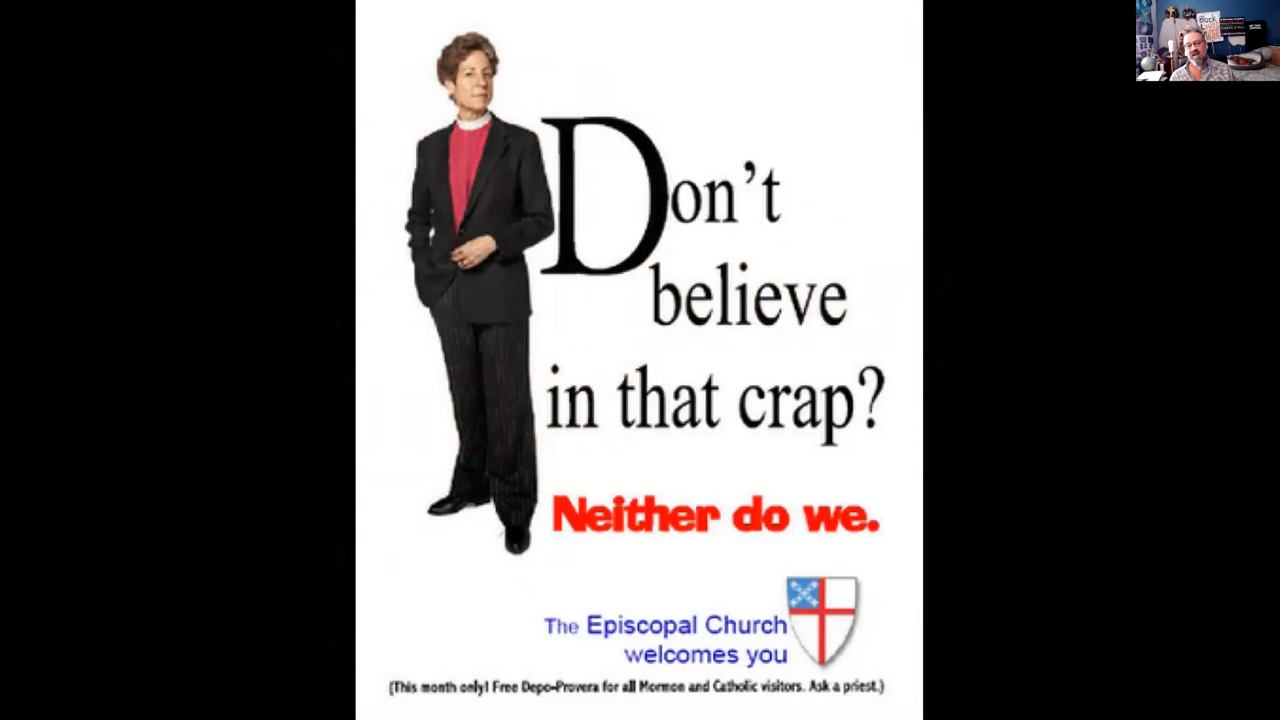 Don't
believe
in that crap?
Neither do we.
The Episcopal Church
welcomes you
(This month only! Free Depo-Provera for all Mormon and Catholic visitors. Ask a priest.)
Black